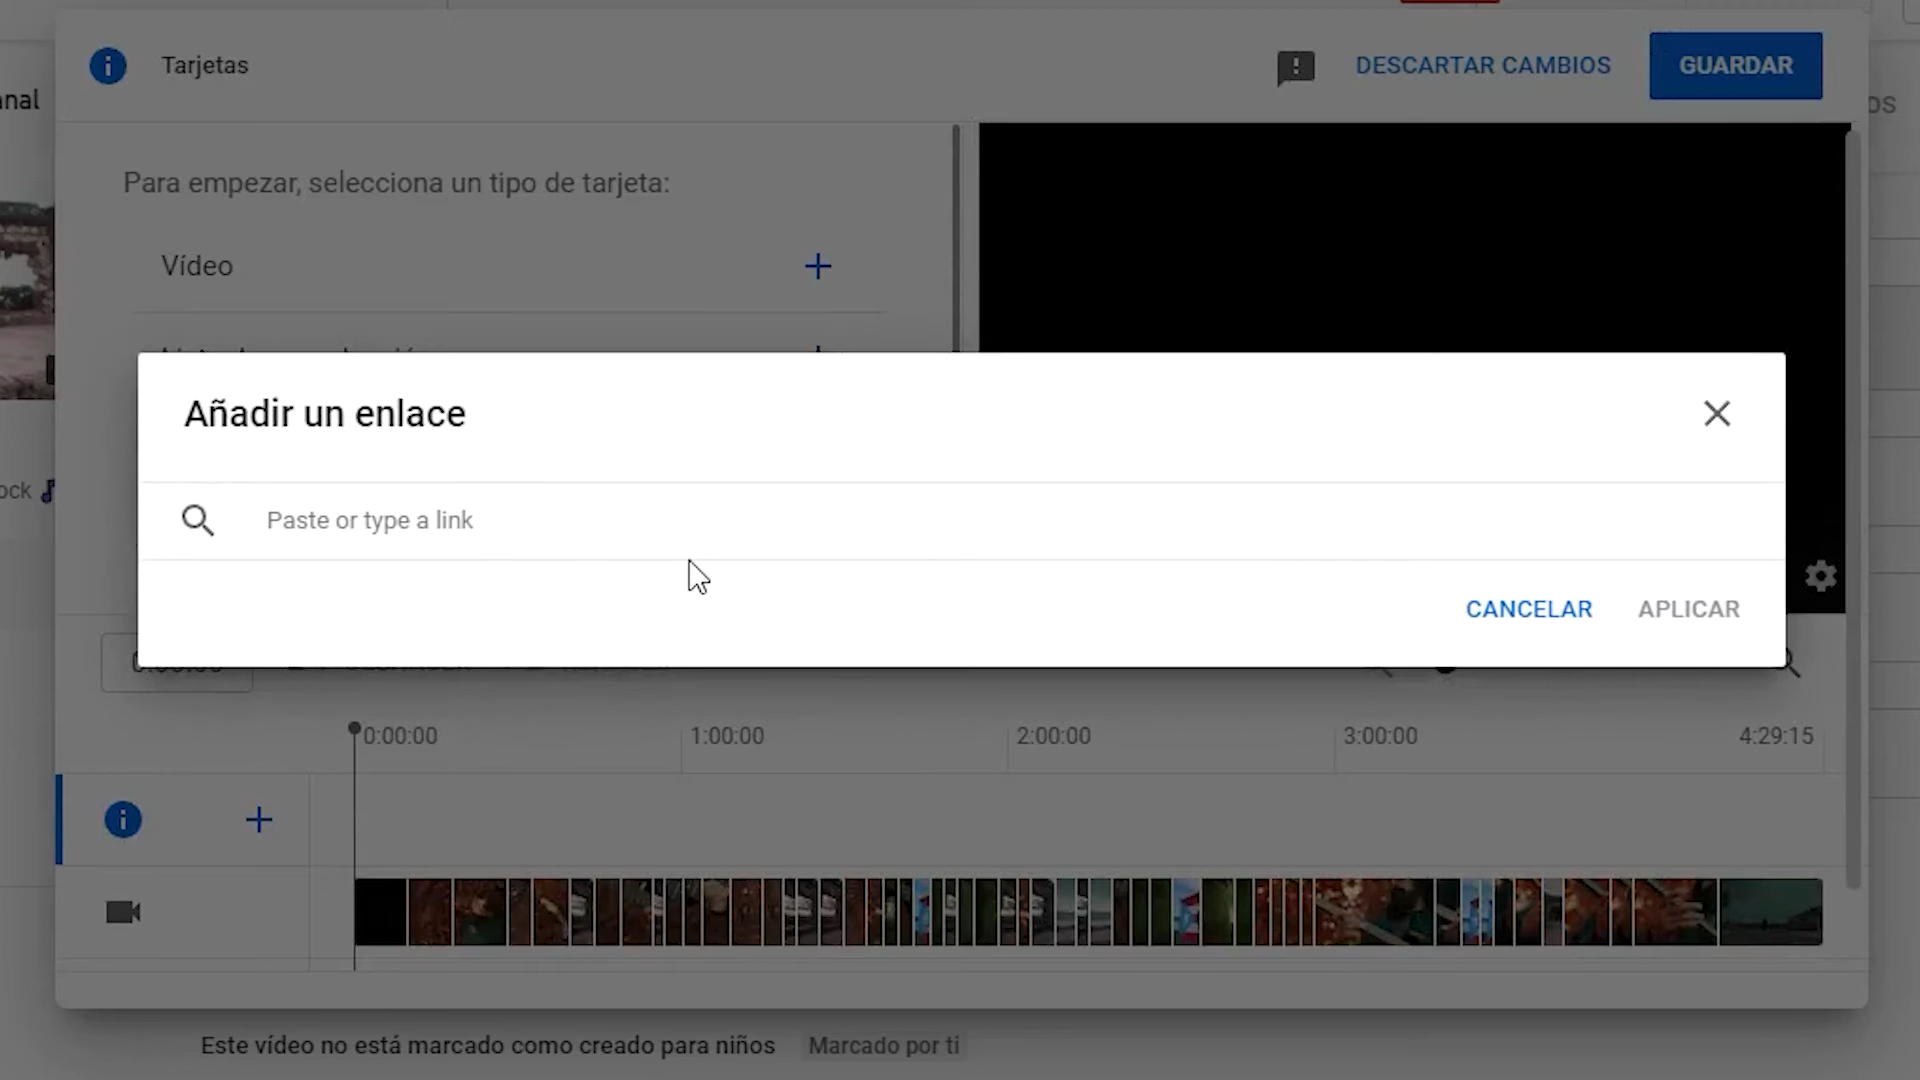 Tarjetas
DESCARTAR CAMBIOS
GUARDAR
Para empezar, selecciona un tipo de tarjeta:
Vídeo
Añadir un enlace
Paste or type a link
CANCELAR
APLICAR
0:00:00
1:00:00
2:00:00
3:00:00
4:29:15
Este vídeo no está marcado como creado para niños
Marcado por ti